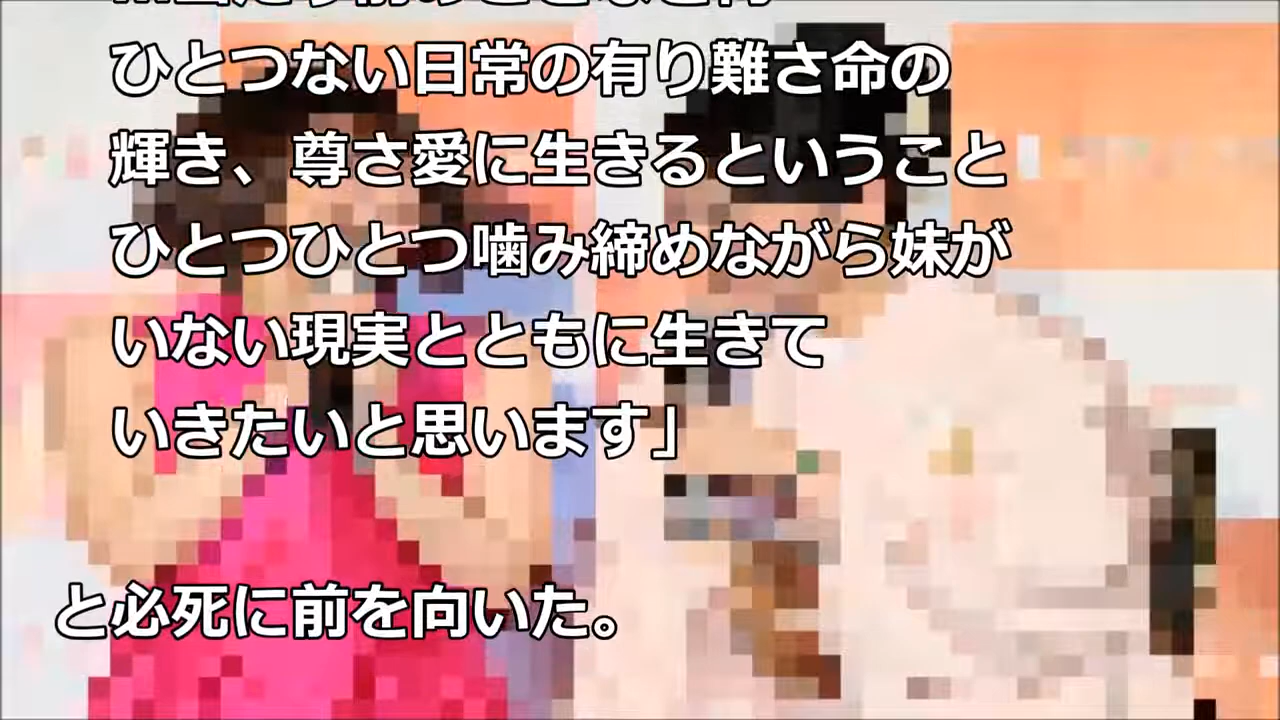 ひとつない日常の有り難さ命の
輝き、尊さ愛に生きるということ
ひとつひとつ噛み締めながら妹が
いない現実とともに生きて
いきたいと思います」
と必死に前を向いた。